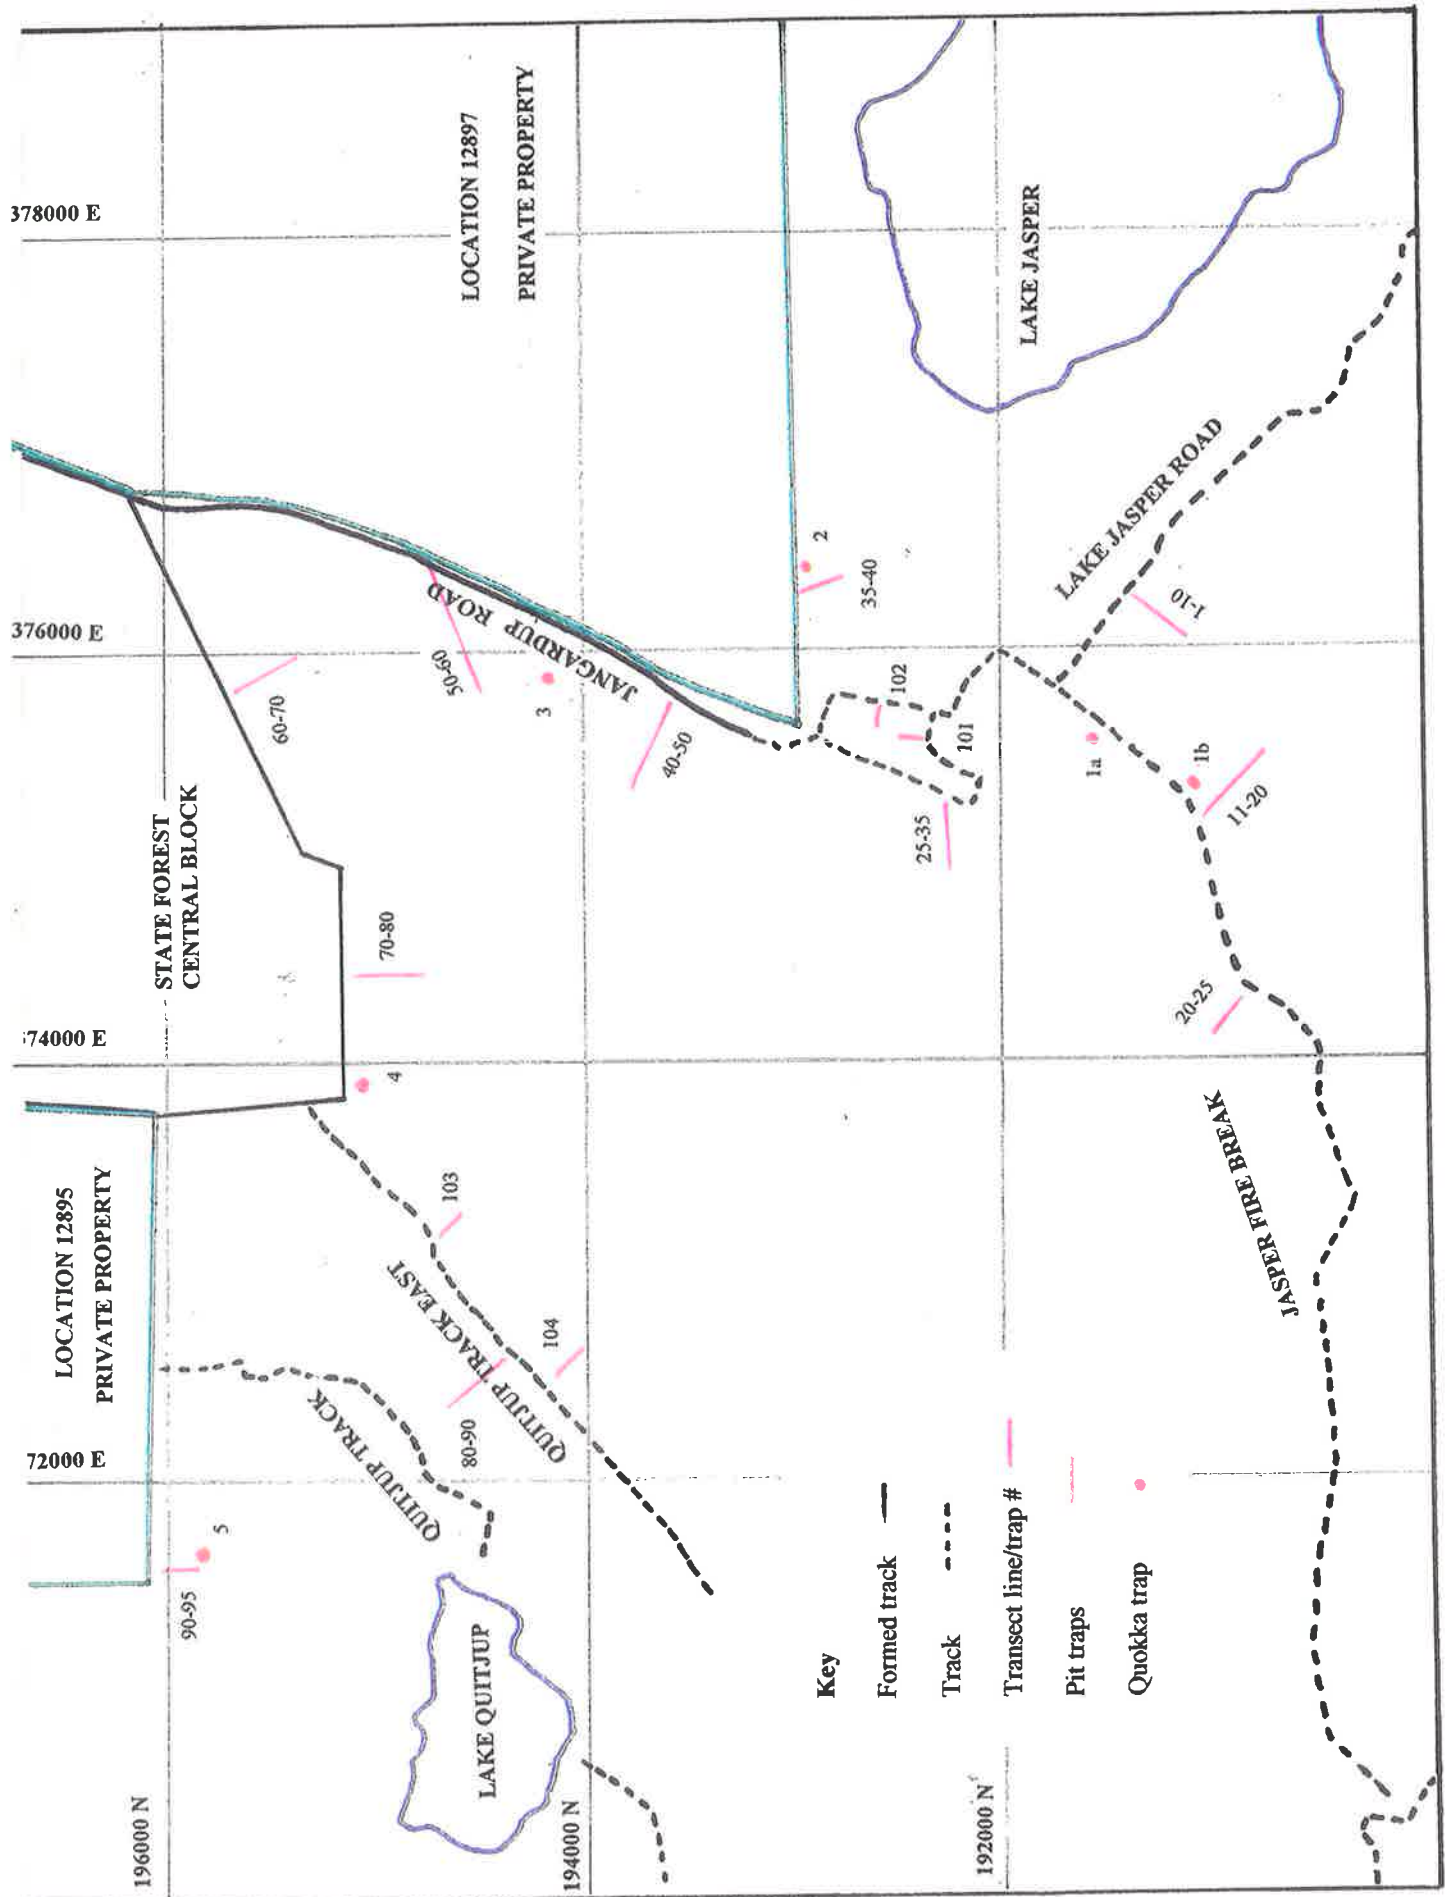 378000 E
376000 E
74000 E
72000 E
196000 N
194000 N
192000 N
LOCATION 12895
PRIVATE PROPERTY
STATE FOREST
CENTRAL BLOCK
LOCATION 12897
PRIVATE PROPERTY
LAKE JASPER
LAKE QUITJUP
JANGARDUP ROAD
LAKE JASPER ROAD
JASPER FIRE BREAK
QUITJUP TRACK
QUITJUP TRACK EAST
90-95
5
80-90
104
103
4
70-80
60-70
50-60
3
40-50
2
35-40
102
101
25-35
1a
1b
11-20
1-10
20-25
Key
Formed track
Track
Transect line/trap #
Pit traps
Quokka trap